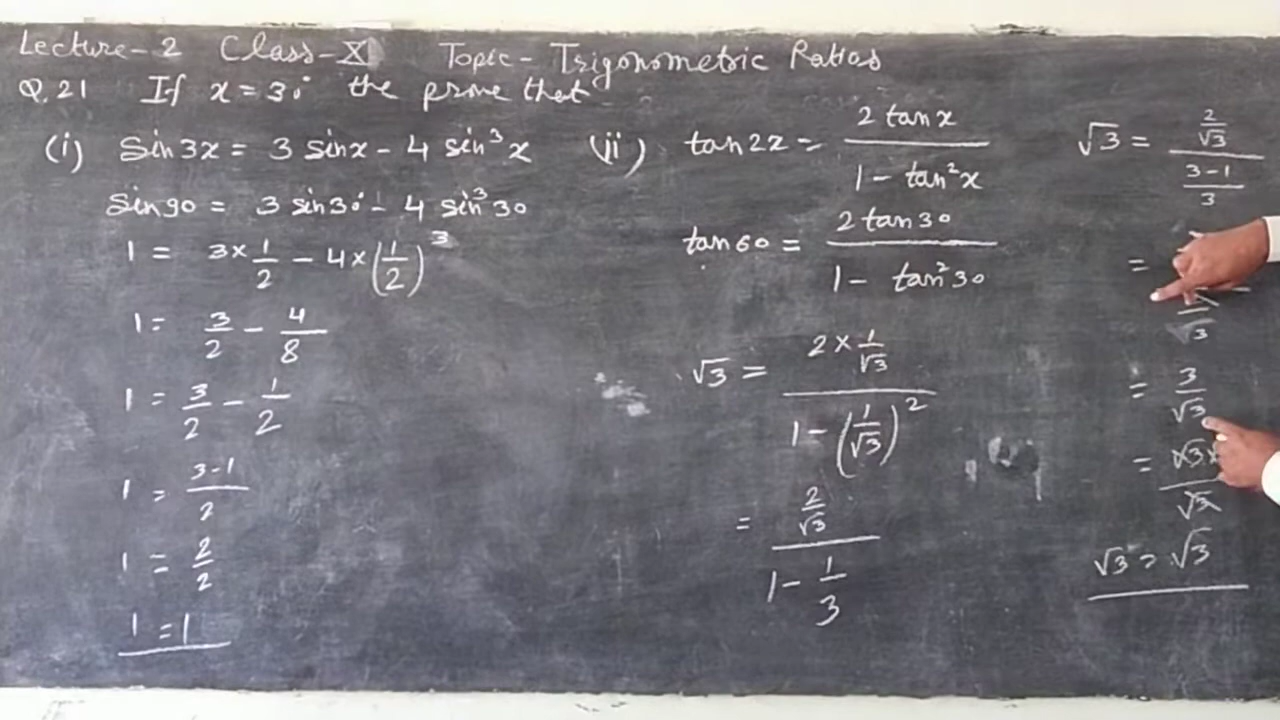 Lecture-2 Class-X Topic-Trigonometric Ratios
Q.21 If x = 30° the prove that
(i) Sin3x = 3 sinx - 4 sin³x
Sin90 = 3 sin30 - 4 sin³30
1 = 3×1/2 - 4×(1/2)³
1 = 3/2 - 4/8
1 = 3/2 - 1/2
1 = 3-1/2
1 = 2/2
1 = 1
(ii) tan2x = 2 tanx / 1 - tan²x
tan60 = 2 tan30 / 1 - tan²30
√3 = 2×1/√3 / 1-(1/√3)²
= 2/√3 / 1-1/3
√3 = 2/√3 / 3-1/3
=
= 3/√3
= √3× / √3
√3 = √3